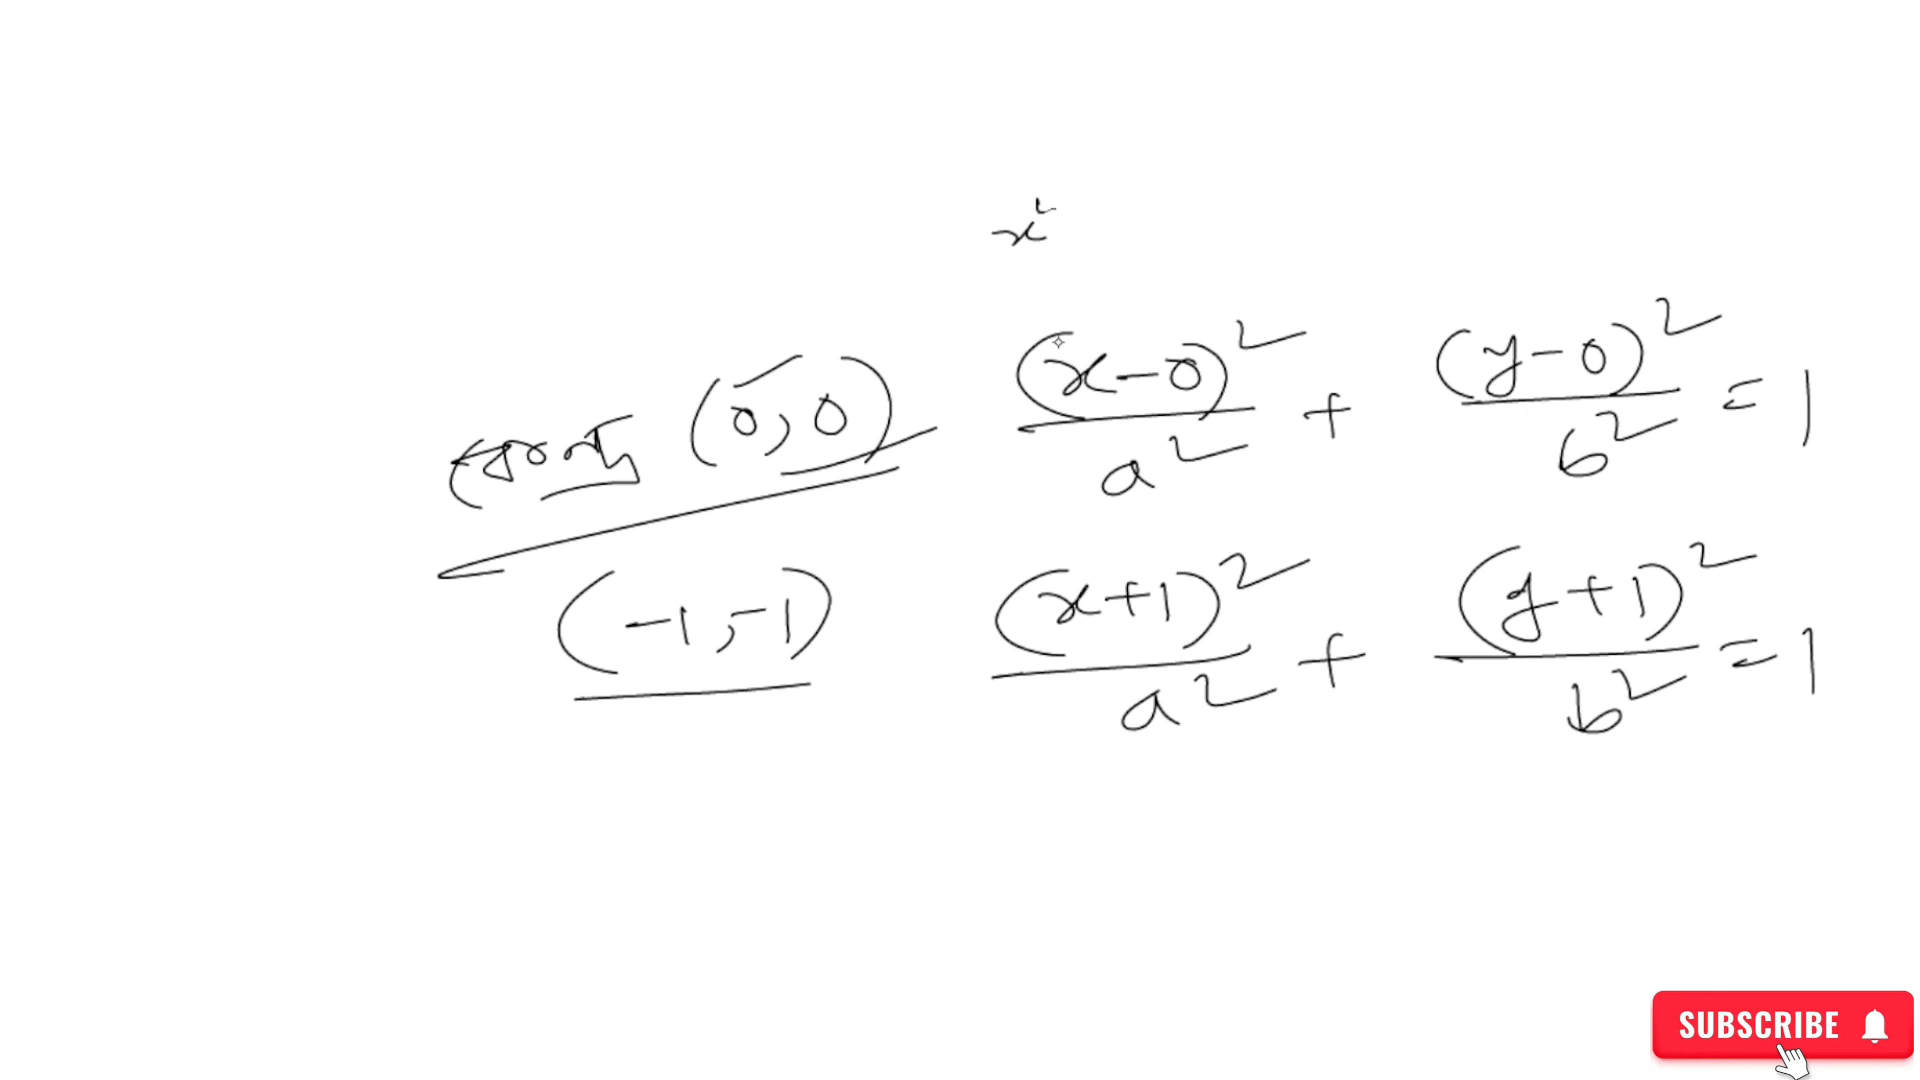 x²
(0,0) (x-0)²/a² + (y-0)²/b² = 1
(-1,-1) (x+1)²/a² + (y+1)²/b² = 1
SUBSCRIBE